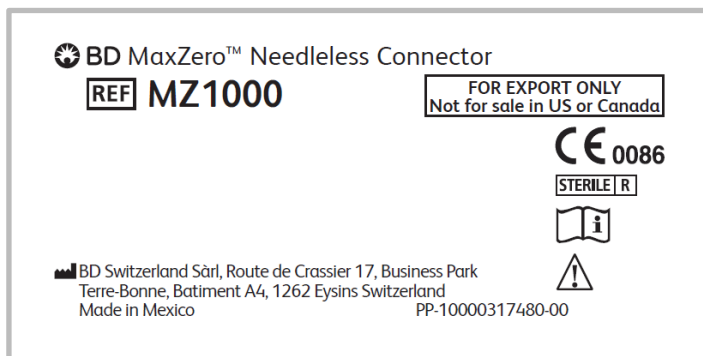 BD MaxZero™ Needleless Connector
REF MZ1000
FOR EXPORT ONLY
Not for sale in US or Canada
CE 0086
STERILE R
i
BD Switzerland Sàrl, Route de Crassier 17, Business Park
Terre-Bonne, Batiment A4, 1262 Eysins Switzerland
Made in Mexico
PP-10000317480-00